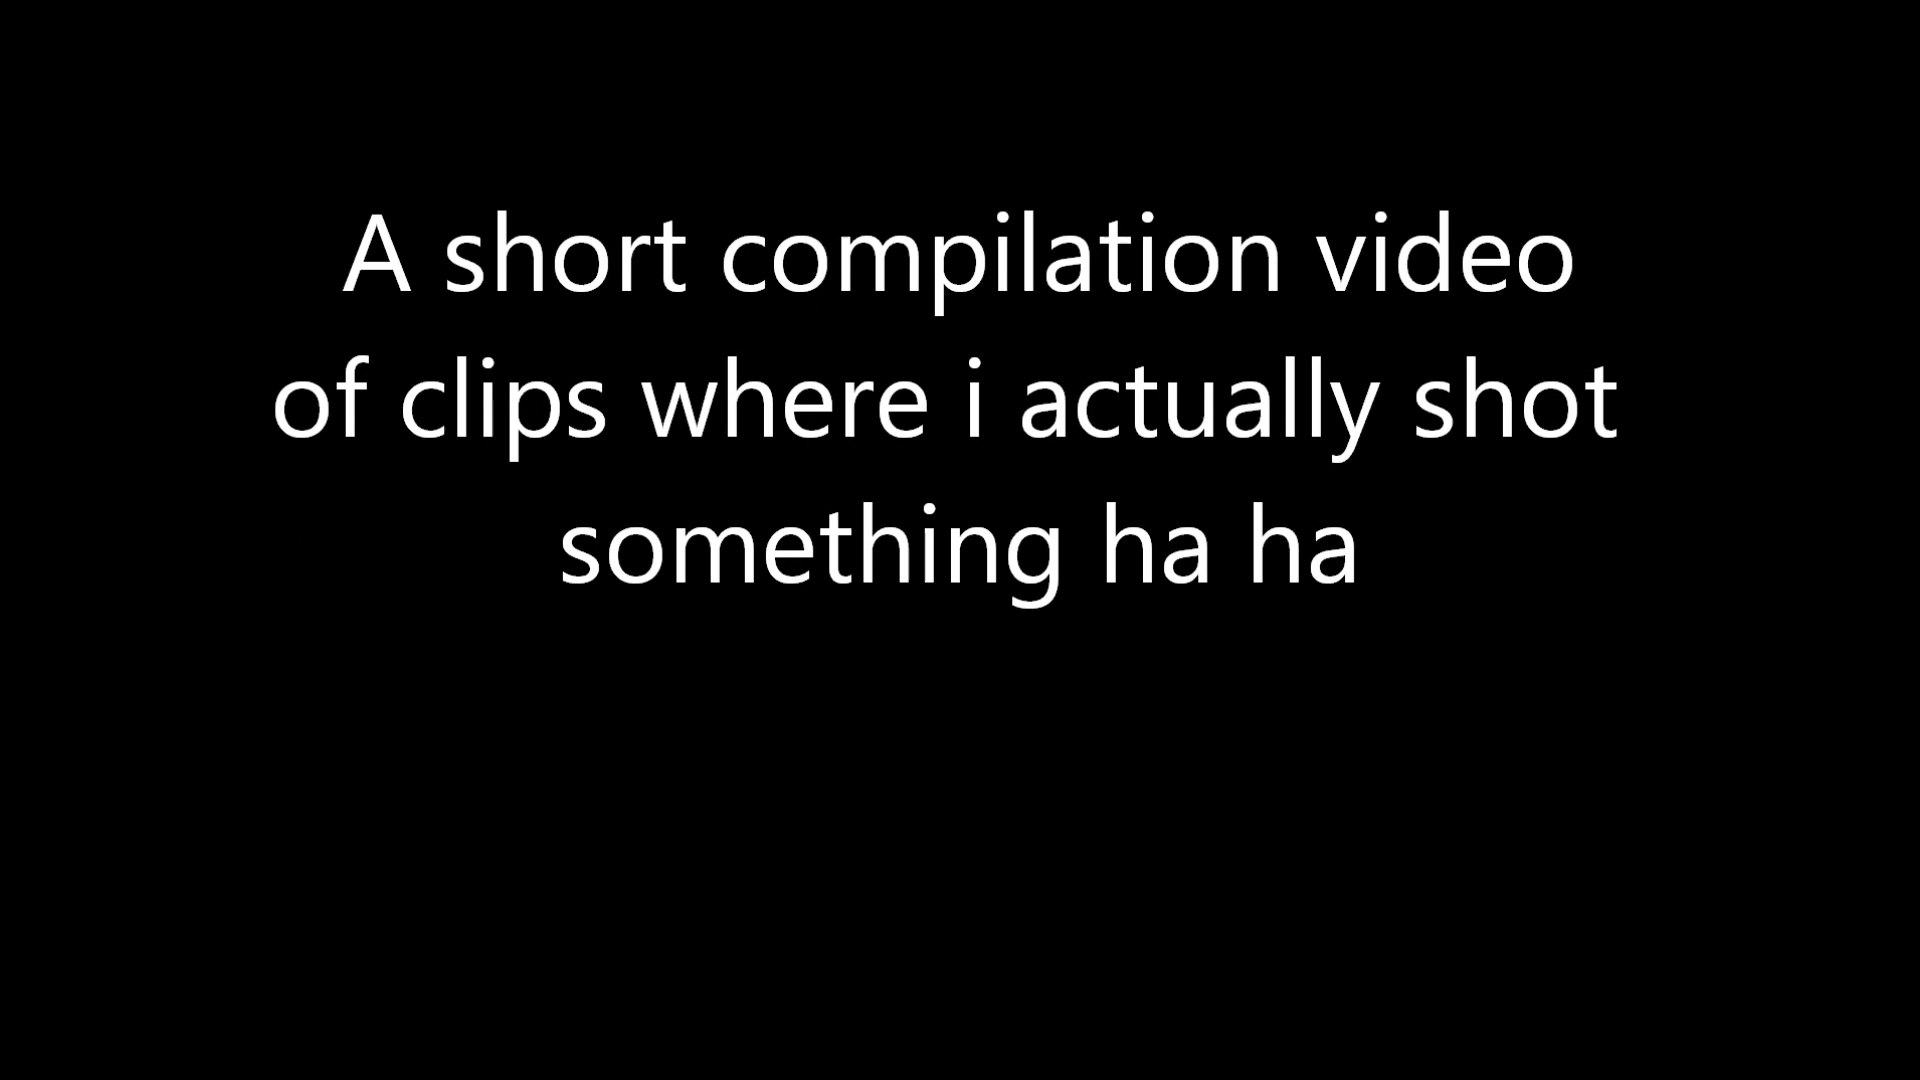 A short compilation video
of clips where i actually shot
something ha ha